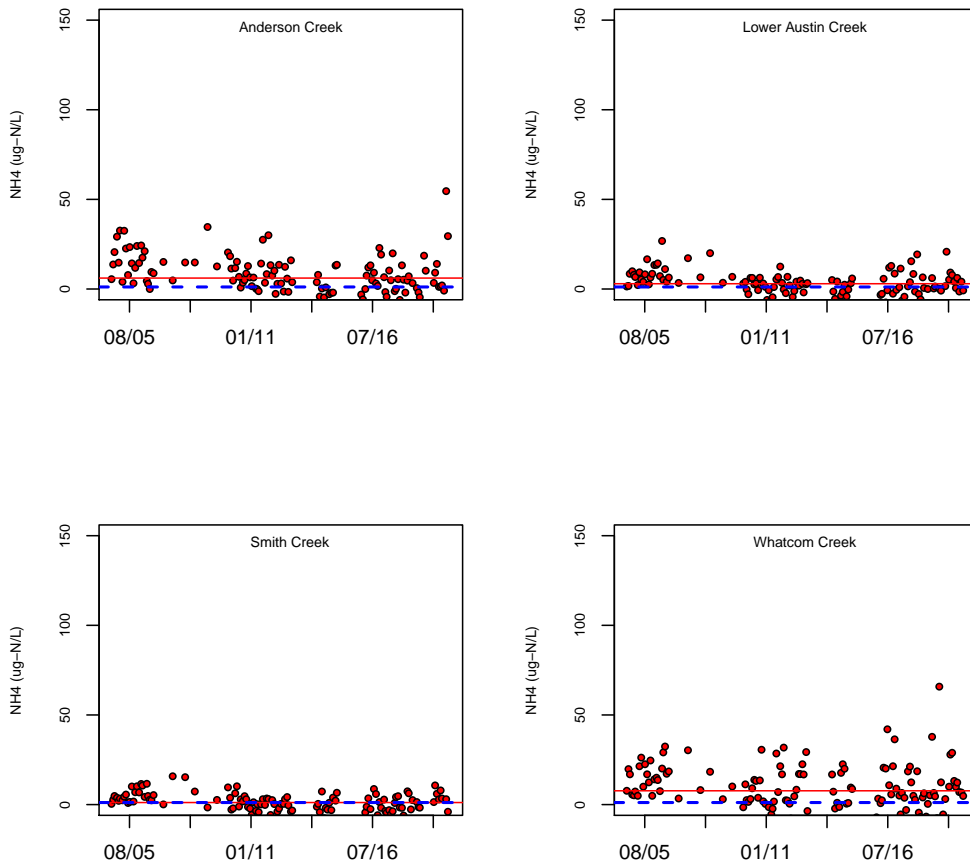 Anderson Creek
NH4 (ug−N/L)
150
100
50
0
08/05 01/11 07/16
Lower Austin Creek
NH4 (ug−N/L)
150
100
50
0
08/05 01/11 07/16
Smith Creek
NH4 (ug−N/L)
150
100
50
0
08/05 01/11 07/16
Whatcom Creek
NH4 (ug−N/L)
150
100
50
0
08/05 01/11 07/16